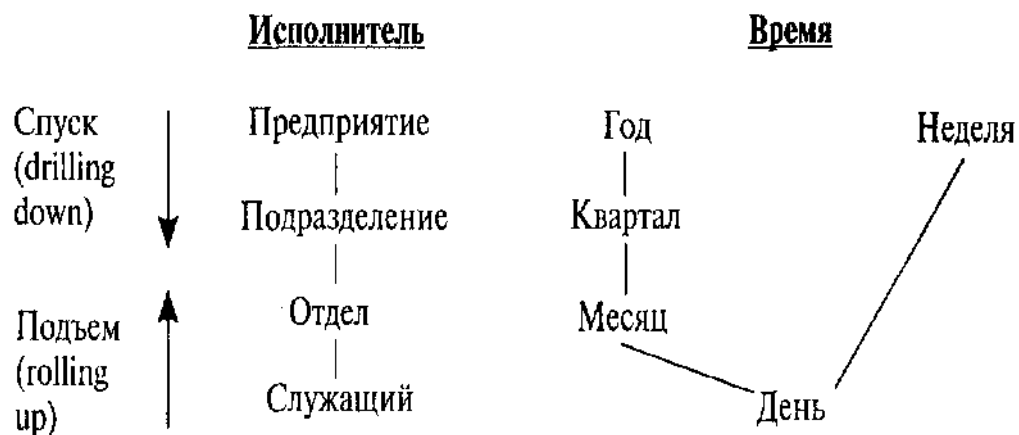 Исполнитель
Время
Спуск
(drilling
down)
Предприятие
Год
Неделя
Подразделение
Квартал
Подъем
(rolling
up)
Отдел
Месяц
Служащий
День